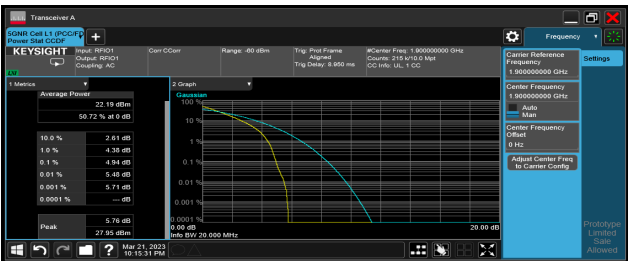 Transceiver A
5GNR Cell L1 (PCC/FD
Power Stat CCDF
Frequency
KEYSIGHT
Input: RFIO1
Output: RFIO1
Coupling: AC
Corr CCorr
Range: -60 dBm
Trig: Prot Frame
Aligned
Trig Delay: 8.960 ms
#Center Freq: 1.900000000 GHz
Counts: 215 k/10.0 Mpt
CC Info: UL, 1 CC
LV
Carrier Reference
Frequency
1.900000000 GHz
Settings
Center Frequency
1.900000000 GHz
Auto
Man
Center Frequency
Offset
0 Hz
Adjust Center Freq
to Carrier Config
1 Metrics
Average Power
22.19 dBm
50.72 % at 0 dB
10.0 % 2.61 dB
1.0 % 4.38 dB
0.1 % 4.94 dB
0.01 % 5.48 dB
0.001 % 5.71 dB
0.0001 % --- dB
Peak
5.76 dB
27.95 dBm
2 Graph
Gaussian
100 %
10 %
1 %
0.1 %
0.01 %
0.001 %
0.0001 %
0.00 dB
20.00 dB
Info BW 20.000 MHz
Mar 21, 2023
10:15:31 PM
Prototype
Limited
Sale
Allowed